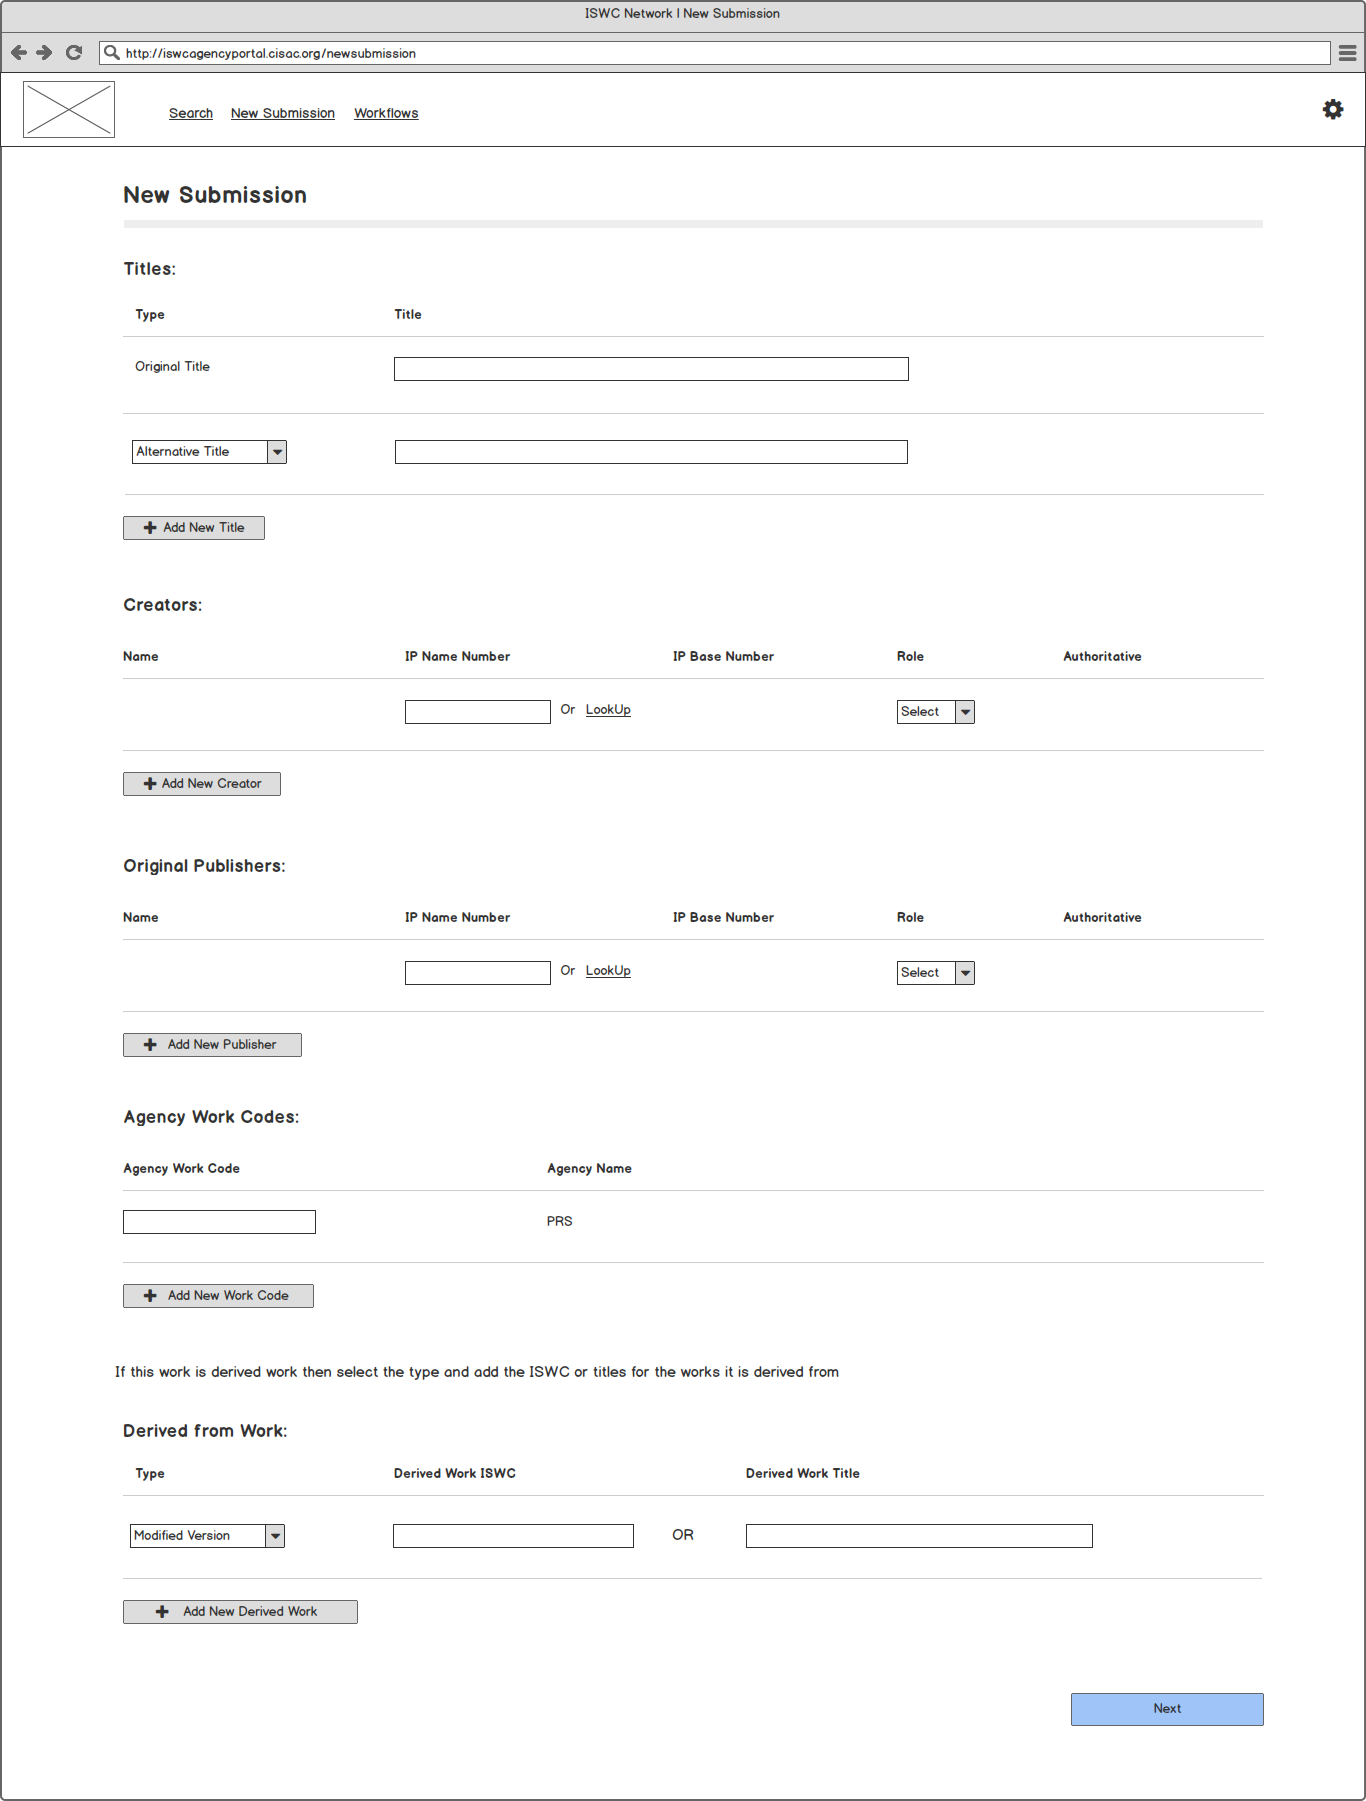 ISWC Network | New Submission
http://iswcagencyportal.cisac.org/newsubmission
Search New Submission Workflows
New Submission
Titles:
Type Title
Original Title
Alternative Title
Add New Title
Creators:
Name IP Name Number IP Base Number Role Authoritative
Or LookUp Select
Add New Creator
Original Publishers:
Name IP Name Number IP Base Number Role Authoritative
Or LookUp Select
Add New Publisher
Agency Work Codes:
Agency Work Code Agency Name
PRS
Add New Work Code
If this work is derived work then select the type and add the ISWC or titles for the works it is derived from
Derived from Work:
Type Derived Work ISWC Derived Work Title
Modified Version OR
Add New Derived Work
Next